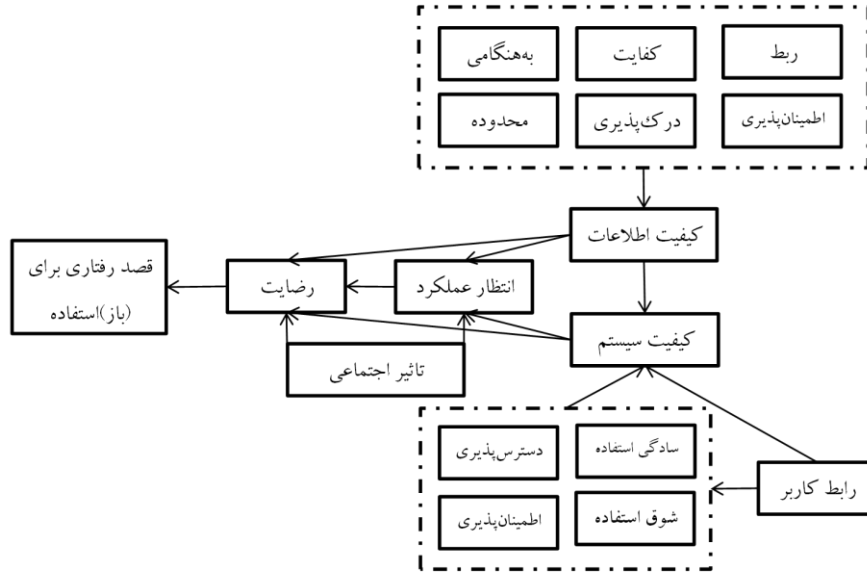 ربط
کفایت
به‌هنگامی
اطمینان‌پذیری
درک‌پذیری
محدوده
کیفیت اطلاعات
قصد رفتاری برای
(باز)استفاده
رضایت
انتظار عملکرد
کیفیت سیستم
تاثیر اجتماعی
سادگی استفاده
دسترس‌پذیری
شوق استفاده
اطمینان‌پذیری
رابط کاربر